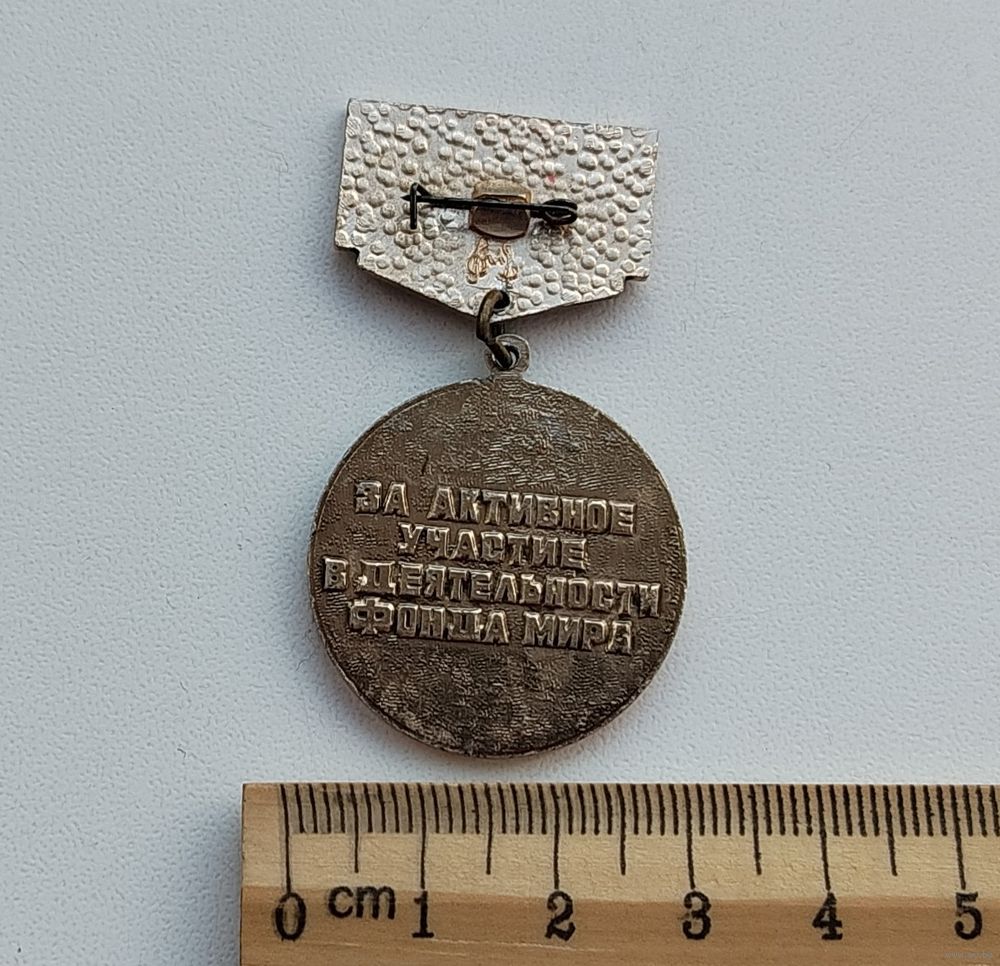 ЗА АКТИВНОЕ
УЧАСТИЕ
В ДЕЯТЕЛЬНОСТИ
ФОНДА МИРА
0 cm 1 2 3 4 5